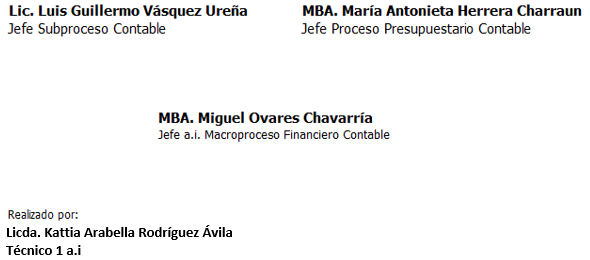 Lic. Luis Guillermo Vásquez Ureña
Jefe Subproceso Contable
MBA. María Antonieta Herrera Charraun
Jefe Proceso Presupuestario Contable
MBA. Miguel Ovares Chavarría
Jefe a.i. Macroproceso Financiero Contable
Realizado por:
Licda. Kattia Arabella Rodríguez Ávila
Técnico 1 a.i